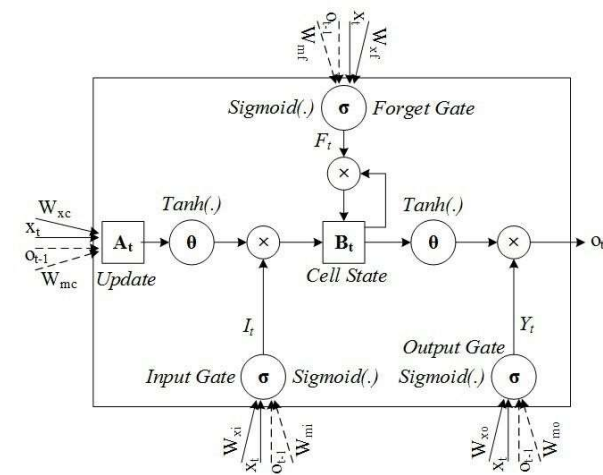 W_mf
o_t-1
x_t
W_xf
Sigmoid(.) σ Forget Gate
F_t
×
W_xc
x_t
o_t-1
W_mc
Tanh(.) Tanh(.)
A_t θ × B_t θ × o_t
Update Cell State
I_t Y_t
Output Gate
Input Gate σ Sigmoid(.) Sigmoid(.) σ
W_xi
x_t
o_t-1
W_mi
W_xo
x_t
o_t-1
W_mo